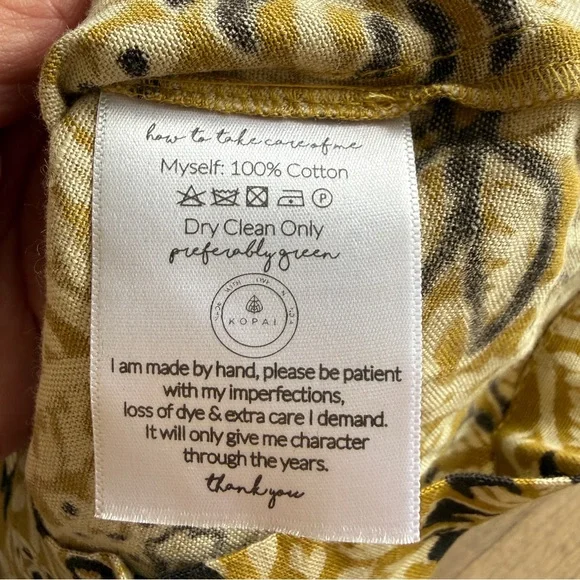 how to take care of me
Myself: 100% Cotton
P
Dry Clean Only
preferably green
KOPAI
I am made by hand, please be patient
with my imperfections,
loss of dye & extra care I demand.
It will only give me character
through the years.
thank you